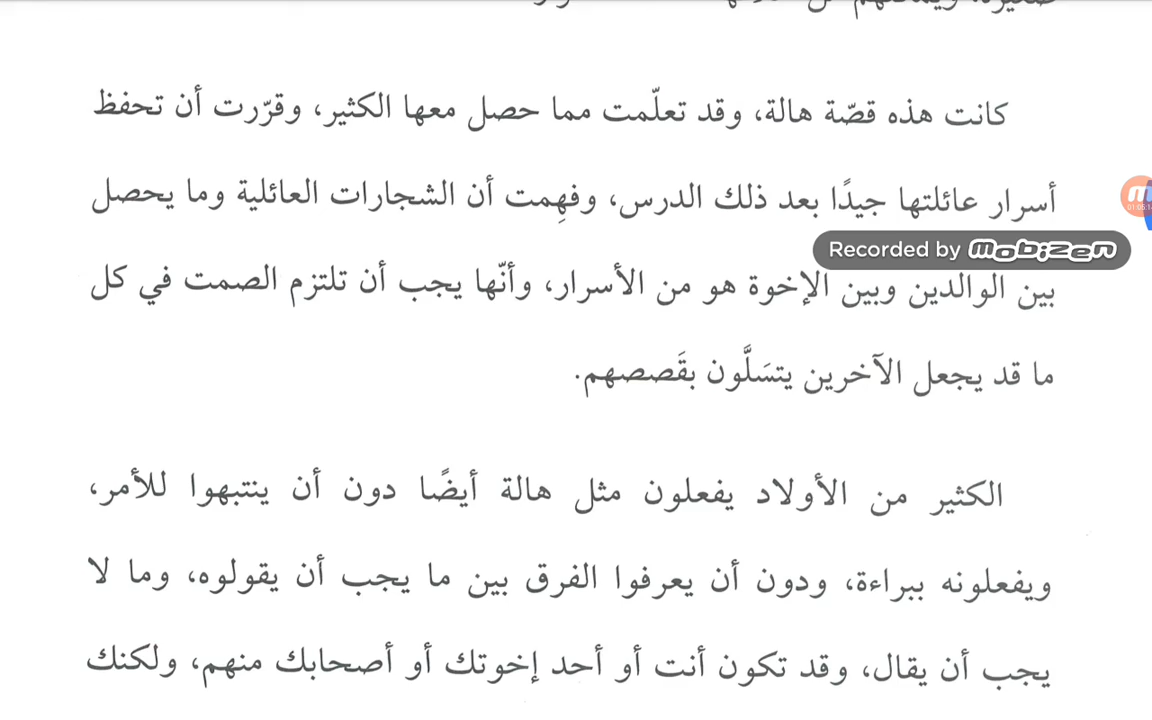 كانت هذه قصّة هالة، وقد تعلّمت مما حصل معها الكثير، وقرّرت أن تحفظ
أسرار عائلتها جيدًا بعد ذلك الدرس، وفهِمت أن الشجارات العائلية وما يحصل
Recorded by mobizen
بين الوالدين وبين الإخوة هو من الأسرار، وأنّها يجب أن تلتزم الصمت في كل
ما قد يجعل الآخرين يتسَلَّون بقَصصهم.
الكثير من الأولاد يفعلون مثل هالة أيضًا دون أن ينتبهوا للأمر،
ويفعلونه ببراءة، ودون أن يعرفوا الفرق بين ما يجب أن يقولوه، وما لا
يجب أن يقال، وقد تكون أنت أو أحد إخوتك أو أصحابك منهم، ولكنك